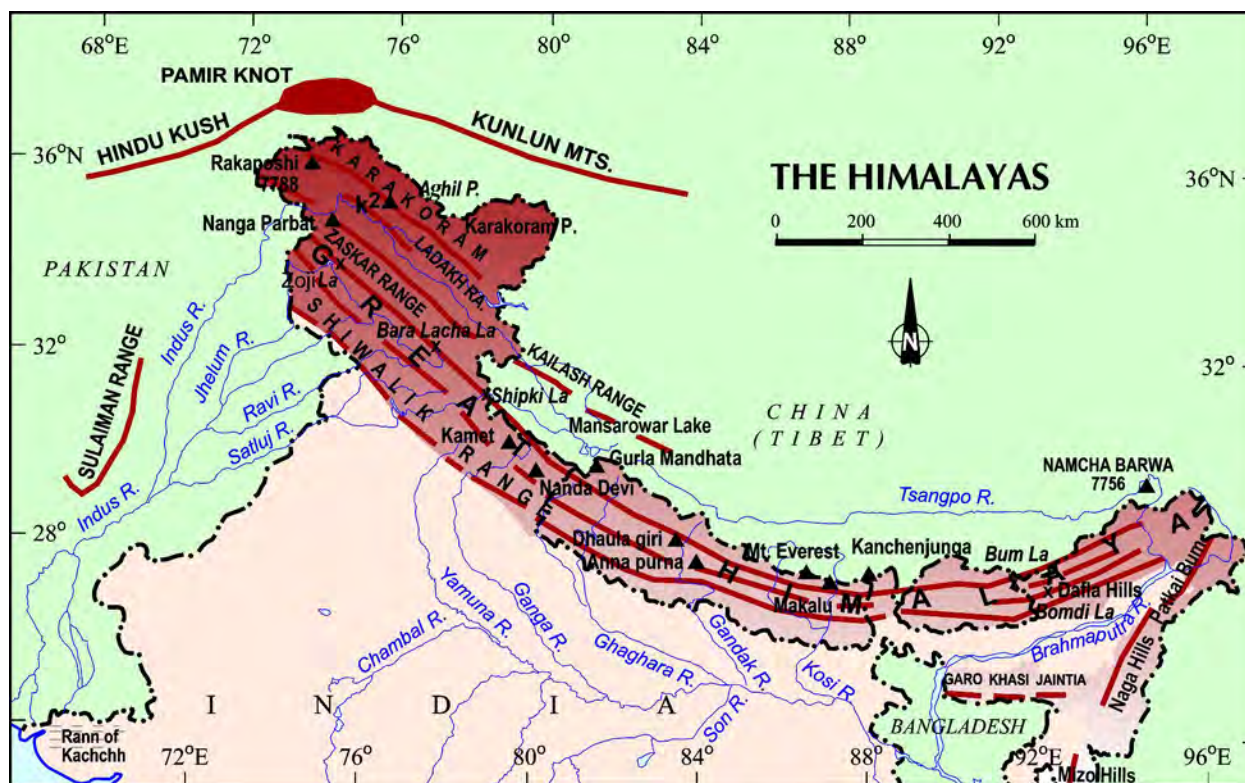 68°E 72° 76° 80° 84° 88° 92° 96°E
PAMIR KNOT
HINDU KUSH
KUNLUN MTS.
36°N
36°N
THE HIMALAYAS
0 200 400 600 km
Rakaposhi
7788
KARAKORAM
k2
Aghil P.
Karakoram P.
Nanga Parbat
LADAKH RA.
ZASKAR RANGE
PAKISTAN
Zoji La
GREAT HIMALAYAN
SHIWALIK RANGE
Bara Lacha La
N
Indus R.
Jhelum R.
32°
32°
SULAIMAN RANGE
Ravi R.
Satluj R.
Shipki La
KAILASH RANGE
CHINA
(TIBET)
Mansarowar Lake
Kamet
Gurla Mandhata
Nanda Devi
NAMCHA BARWA
7756
Tsangpo R.
Indus R.
28°
28°
Dhaula qiri
Anna purna
Mt. Everest
Kanchenjunga
Makalu
Bum La
x Dafla Hills
Bomdi La
Patkai Bum
Brahmaputra R.
Naga Hills
Yamuna R.
Ganga R.
Chambal R.
Ghaghara R.
Gandak R.
Kosi R
Son R.
GARO KHASI JAINTIA
BANGLADESH
INDIA
Rann of
Kachchh
72°E 76° 80° 84° 88° 92°E 96°E
Mizol Hills